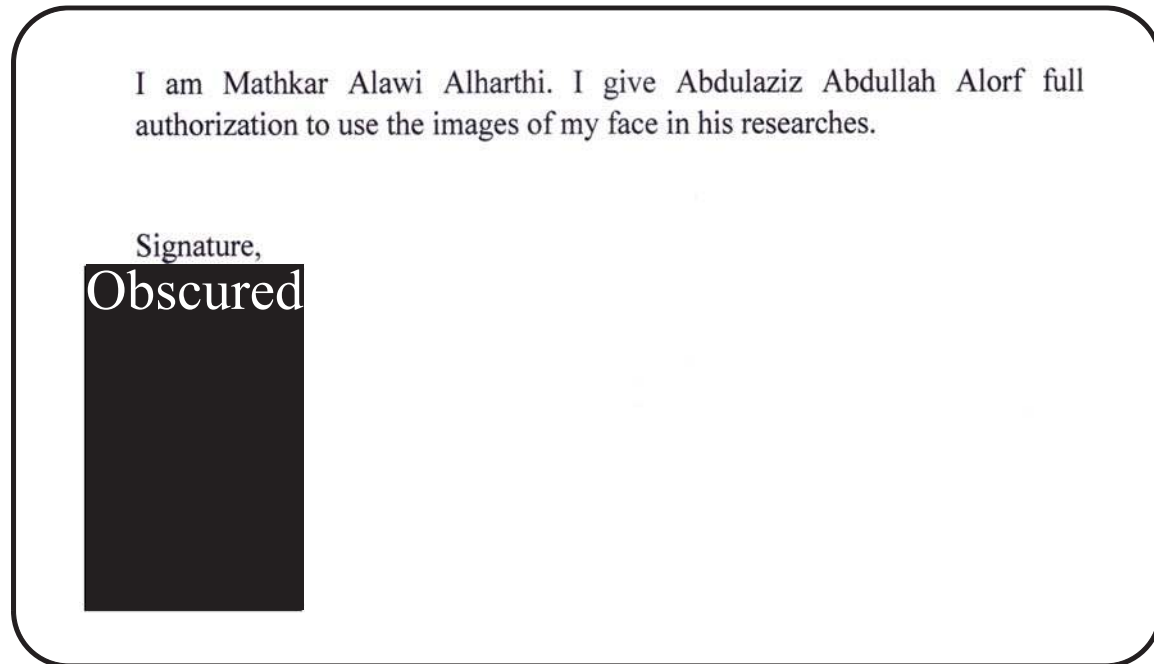 I am Mathkar Alawi Alharthi. I give Abdulaziz Abdullah Alorf full
authorization to use the images of my face in his researches.
Signature,
Obscured